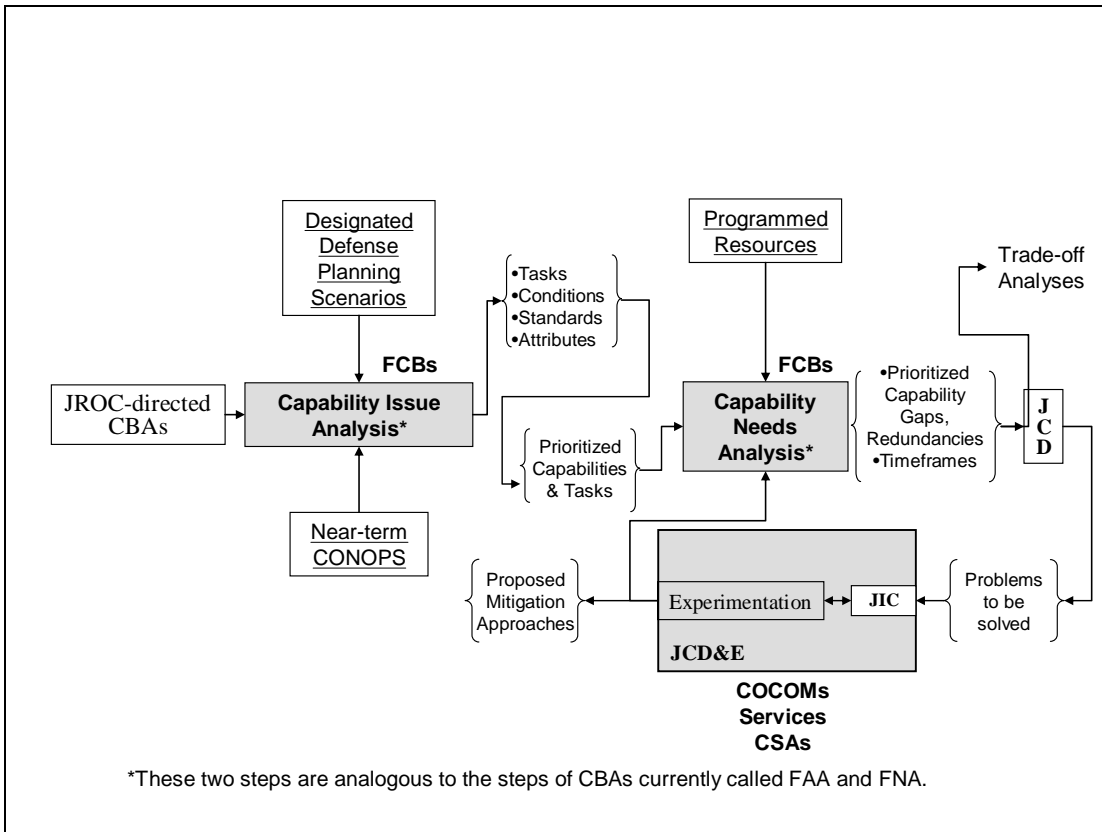 Designated
Defense
Planning
Scenarios
Programmed
Resources
Trade-off
Analyses
•Tasks
•Conditions
•Standards
•Attributes
FCBs
FCBs
JROC-directed
CBAs
Capability Issue
Analysis*
Capability
Needs
Analysis*
•Prioritized
Capability
Gaps,
Redundancies
•Timeframes
J
C
D
Prioritized
Capabilities
& Tasks
Near-term
CONOPS
Proposed
Mitigation
Approaches
Experimentation
JIC
Problems
to be
solved
JCD&E
COCOMs
Services
CSAs
*These two steps are analogous to the steps of CBAs currently called FAA and FNA.